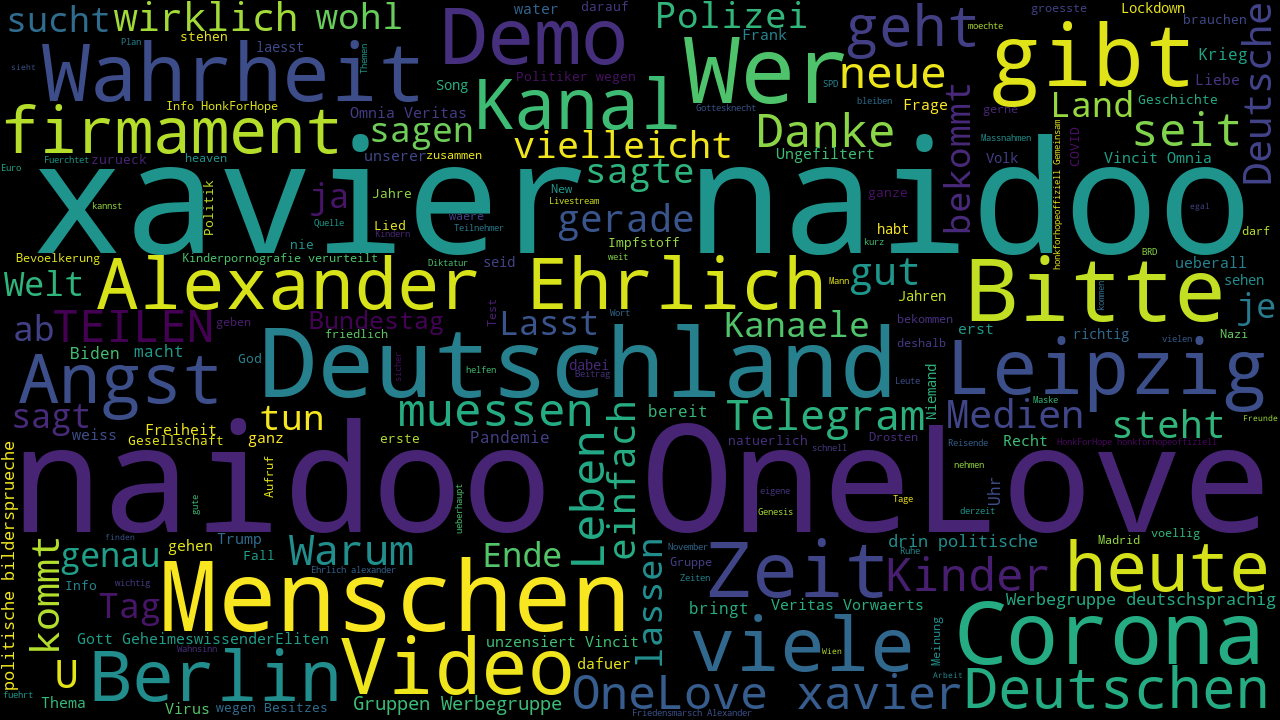 sucht wirklich wohl
Demo
water
darauf
Polizei
geht
groesste
Lockdown
moechte
brauchen
Deutsche
stehen
Plan
sieht
Wahrheit
laesst
Themen
Politiker wegen
Song
Kanal
Frank
Wer
SPD
neue
gibt
Krieg
Liebe
Info HonkForHope
Omnia Veritas
Gottesknecht
bleiben
Frage
gerne
Land
Geschichte
firmament
sagen
vielleicht
Danke
bekommt
Massnahmen
COVID
seit
Euro
Fuerchtet
zurueck
heaven
unserer
zusammen
sagte
Ungefiltert
Volk
Vincit Omnia
xavier naidoo
kannst
Politik
ja
Jahre
Quelle
Lied
Kindern
nie
waere
Teilnehmer
New
Livestream
gerade
Impfstoff
ganze
habt
kurz
honkforhopeoffiziell Gemeinsam
egal
darf
Bevoelkerung
Kinderpornografie verurteilt
Diktatur
seid
weit
BRD
Welt
Alexander Ehrlich
Mann
gut
Jahren
Bitte
kommen
ueberall
sehen
je
ab
TEILEN
geben
Bundestag
friedlich
Test
Lasst
Wort
Kanaele
bekommen
erst
richtig
vielen
Nazi
Biden
macht
God
Deutschland
sicher
helfen
dabei
Beitrag
deshalb
Leute
Leipzig
Angst
sagt
tun
muessen
bereit
Telegram
Niemand
Medien
Maske
steht
Freunde
weiss
Freiheit
Gesellschaft
ganz
erste
Pandemie
Leben
einfach
natuerlich
Drosten
schnell
Reisende
Recht
HonkForHope honkforhopeoffiziell
politische bildersprueche
naidoo
OneLove
gute
Aufruf
ueberhaupt
eigene
Genesis
Tage
nehmen
Uhr
derzeit
kommt
finden
genau
gehen
Trump
Fall
Warum
Ende
November
Gruppe
Zeiten
Zeit
Ruhe
drin politische
Madrid
voellig
Info
wichtig
Ehrlich alexander
Kinder
heute
Tag
Menschen
lassen
bringt
Veritas Vorwaerts
Werbegruppe deutschsprachig
Gott GeheimeswissenderEliten
Wahnsinn
unzensiert Vincit
viele
Wien
Meinung
Corona
u
Berlin
Video
dafuer
Arbeit
fuehrt
Thema
Virus
wegen Besitzes
Gruppen Werbegruppe
OneLove xavier
Deutschen
Friedensmarsch Alexander